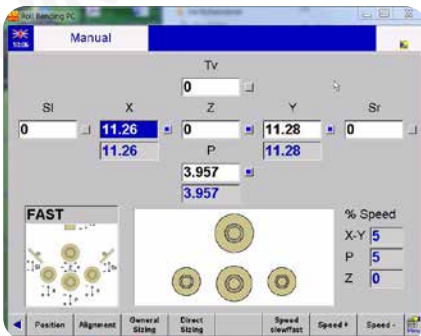 Roll Bending PC
Manual
Tv
0
Sl X Z Y Sr
0 11.26 0 11.28 0
11.26 P 11.28
3.957
3.957
FAST
% Speed
X-Y 5
P 5
Z 0
Position Alignment General Sizing Direct Sizing Speed slew/fast Speed+ Speed-